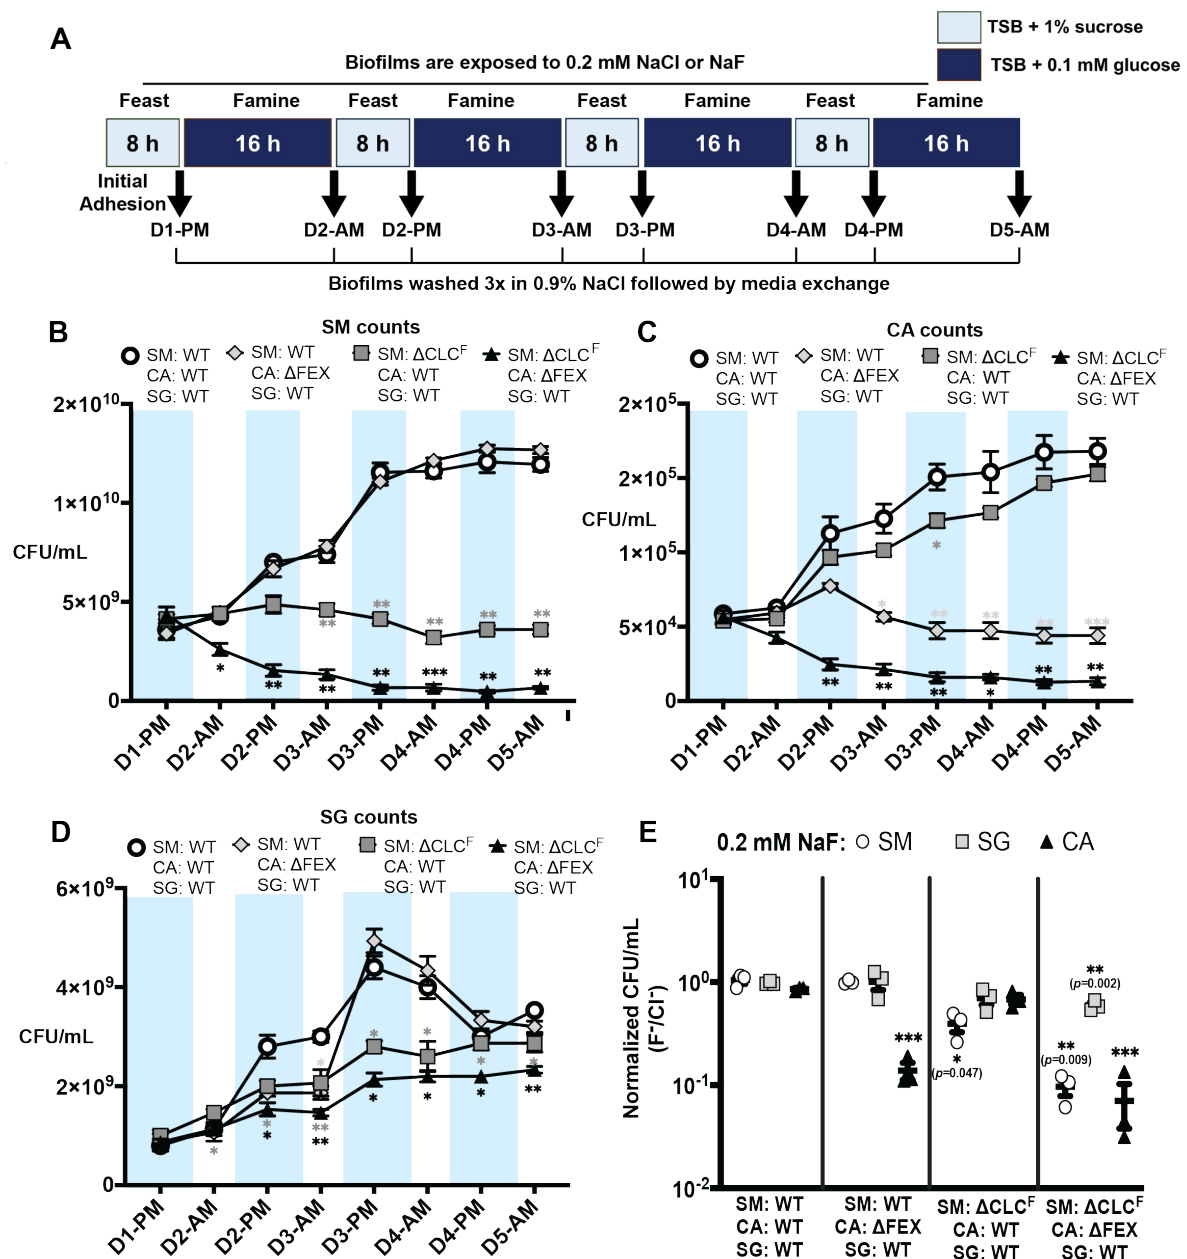 A
TSB + 1% sucrose
TSB + 0.1 mM glucose
Biofilms are exposed to 0.2 mM NaCl or NaF
Feast Famine Feast Famine Feast Famine Feast Famine
8 h 16 h 8 h 16 h 8 h 16 h 8 h 16 h
Initial
Adhesion
D1-PM D2-AM D2-PM D3-AM D3-PM D4-AM D4-PM D5-AM
Biofilms washed 3x in 0.9% NaCl followed by media exchange
B
SM counts
SM: WT SM: WT SM: ΔCLCF SM: ΔCLCF
CA: WT CA: ΔFEX CA: WT CA: ΔFEX
SG: WT SG: WT SG: WT SG: WT
2×10^10
1×10^10
CFU/mL
5×10^9
0
** ** ** ** **
* ** ** ** *** ** **
D1-PM D2-AM D2-PM D3-AM D3-PM D4-AM D4-PM D5-AM
C
CA counts
SM: WT SM: WT SM: ΔCLCF SM: ΔCLCF
CA: WT CA: ΔFEX CA: WT CA: ΔFEX
SG: WT SG: WT SG: WT SG: WT
2×10^5
2×10^5
CFU/mL
1×10^5
5×10^4
0
*
* ** ** ** ***
** ** ** * ** **
D1-PM D2-AM D2-PM D3-AM D3-PM D4-AM D4-PM D5-AM
D
SG counts
SM: WT SM: WT SM: ΔCLCF SM: ΔCLCF
CA: WT CA: ΔFEX CA: WT CA: ΔFEX
SG: WT SG: WT SG: WT SG: WT
6×10^9
4×10^9
CFU/mL
2×10^9
0
* * * * *
* * **
* ** * * * **
D1-PM D2-AM D2-PM D3-AM D3-PM D4-AM D4-PM D5-AM
E
0.2 mM NaF: SM SG CA
Normalized CFU/mL
(F-/Cl-)
10^1
10^0
10^-1
10^-2
***
*
(p=0.047)
**
(p=0.002)
**
(p=0.009)
***
SM: WT SM: WT SM: ΔCLCF SM: ΔCLCF
CA: WT CA: ΔFEX CA: WT CA: ΔFEX
SG: WT SG: WT SG: WT SG: WT